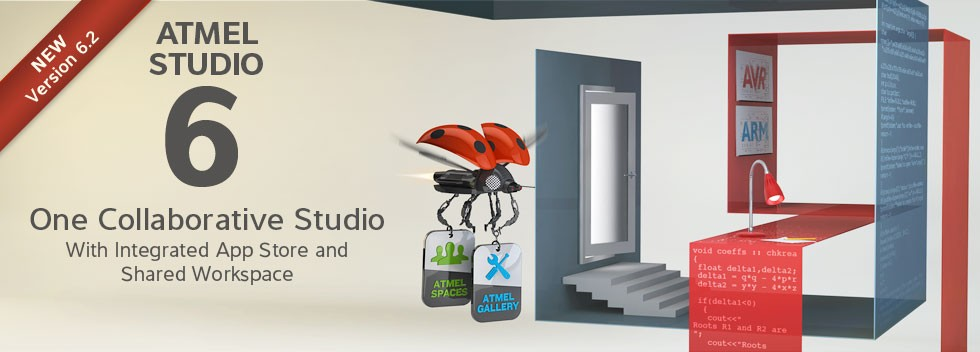 NEW
Version 6.2
ATMEL
STUDIO
6
One Collaborative Studio
With Integrated App Store and
Shared Workspace
ATMEL
SPACES
ATMEL
GALLERY
AVR
ARM
void coeffs :: chkrea
{
float delta1,delta2;
delta1 = q*q - 4*p*r
delta2 = y*y - 4*x*z
if(delta1<0)
{
cout<<"
Roots R1 and R2 are
";
cout<<"Roots